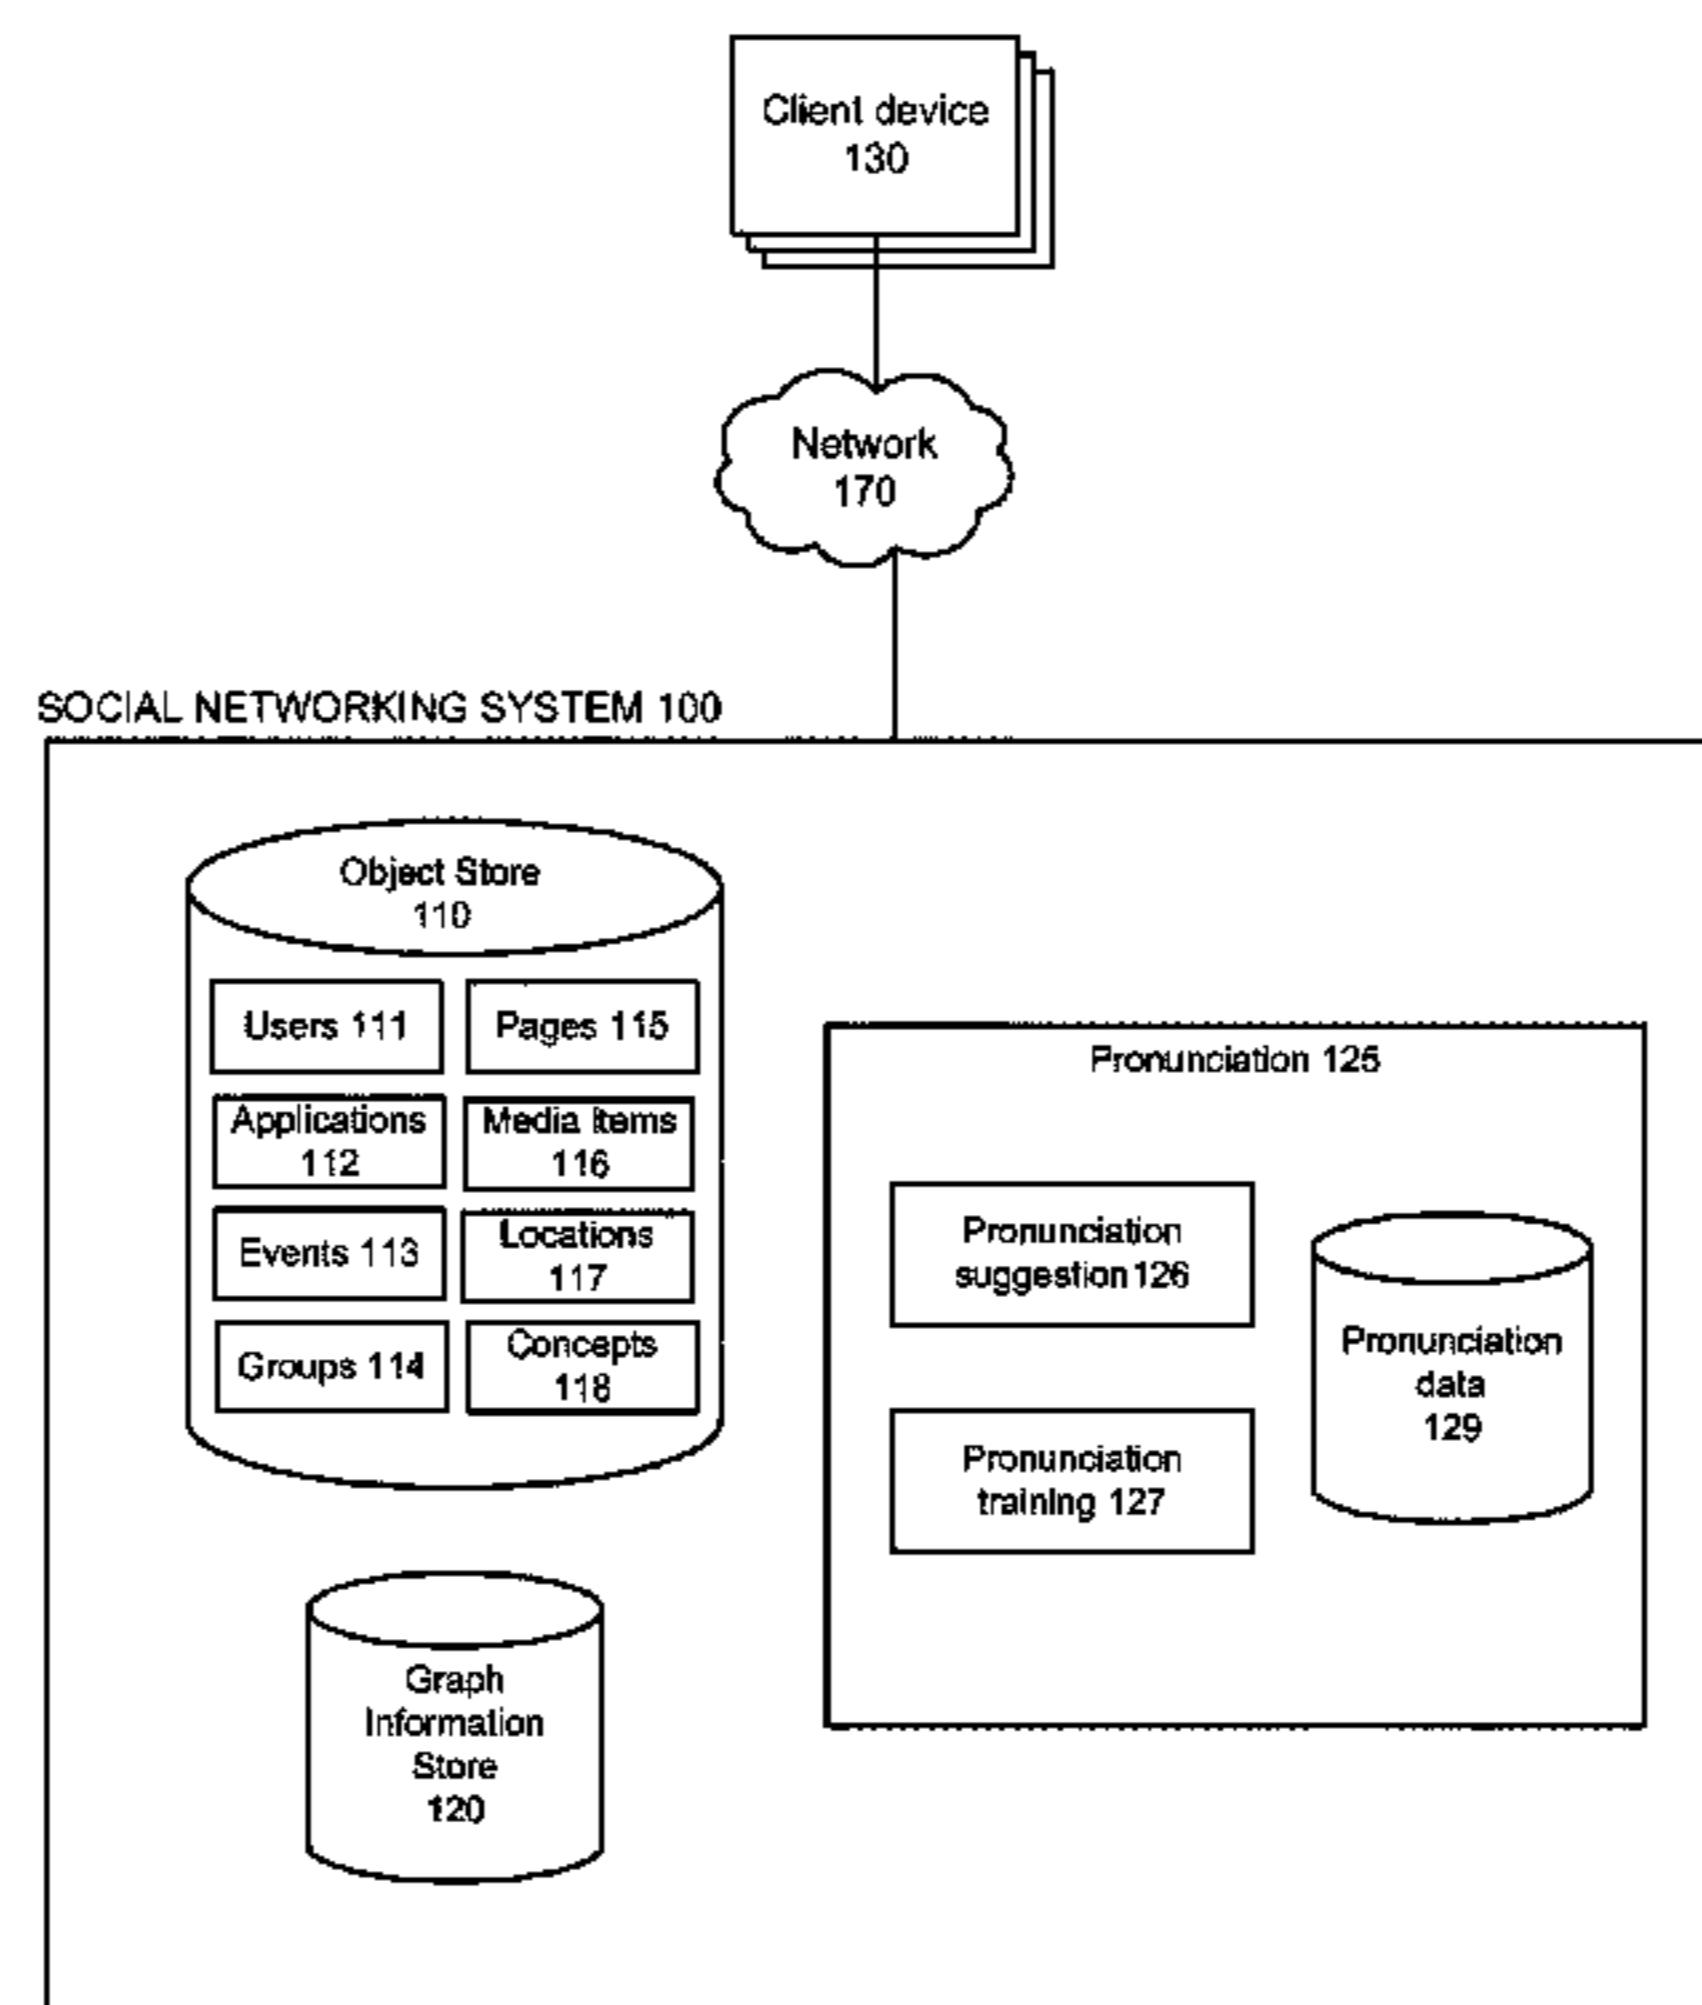 Client device
130
Network
170
SOCIAL NETWORKING SYSTEM 100
Object Store
110
Users 111
Pages 115
Applications
112
Media Items
116
Events 113
Locations
117
Groups 114
Concepts
118
Graph
Information
Store
120
Pronunciation 125
Pronunciation
suggestion 126
Pronunciation
training 127
Pronunciation
data
129